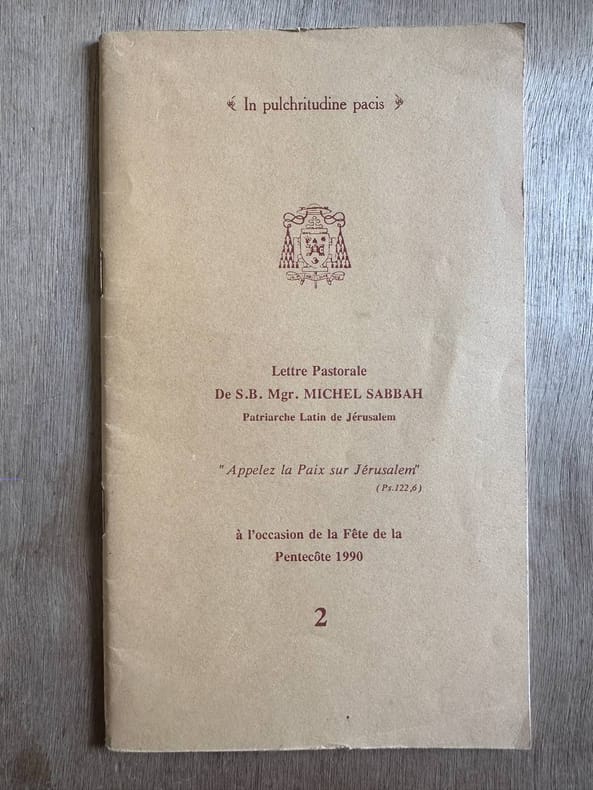 In pulchritudine pacis
Lettre Pastorale
De S.B. Mgr. MICHEL SABBAH
Patriarche Latin de Jérusalem
"Appelez la Paix sur Jérusalem"
(Ps.122,6)
à l'occasion de la Fête de la
Pentecôte 1990
2